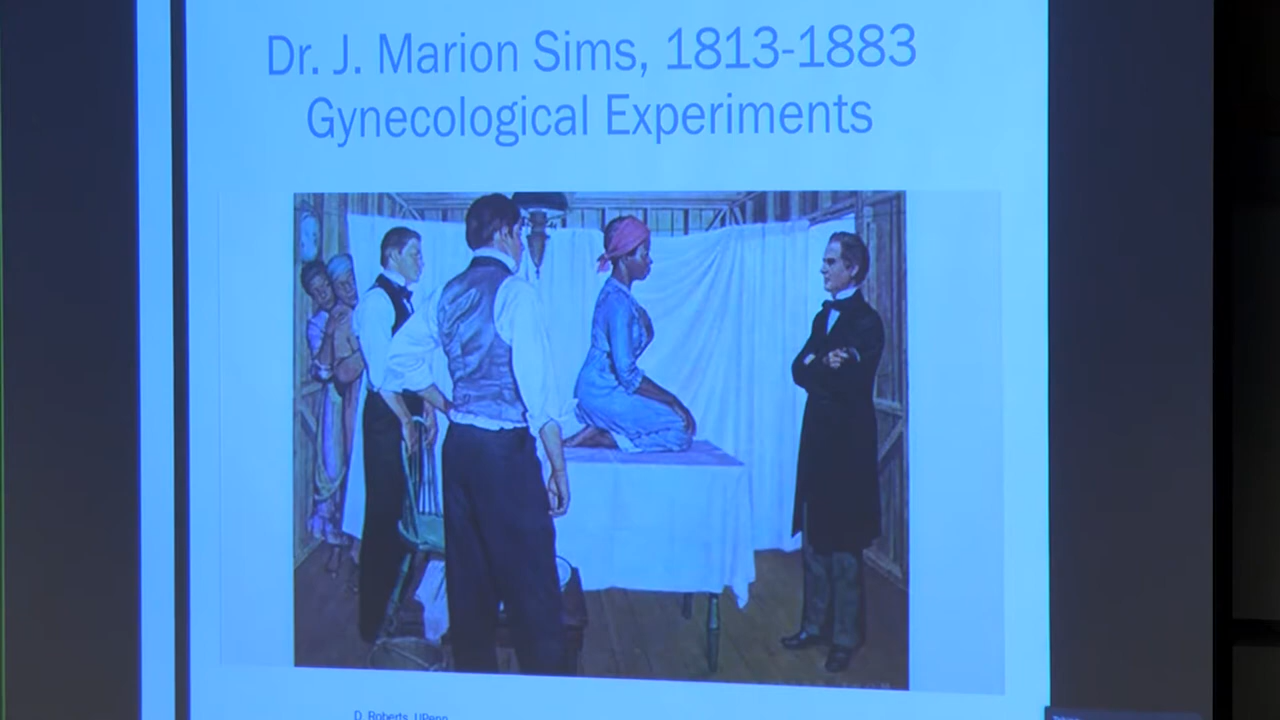 Dr. J. Marion Sims, 1813-1883
Gynecological Experiments
D. Roberts, UPenn